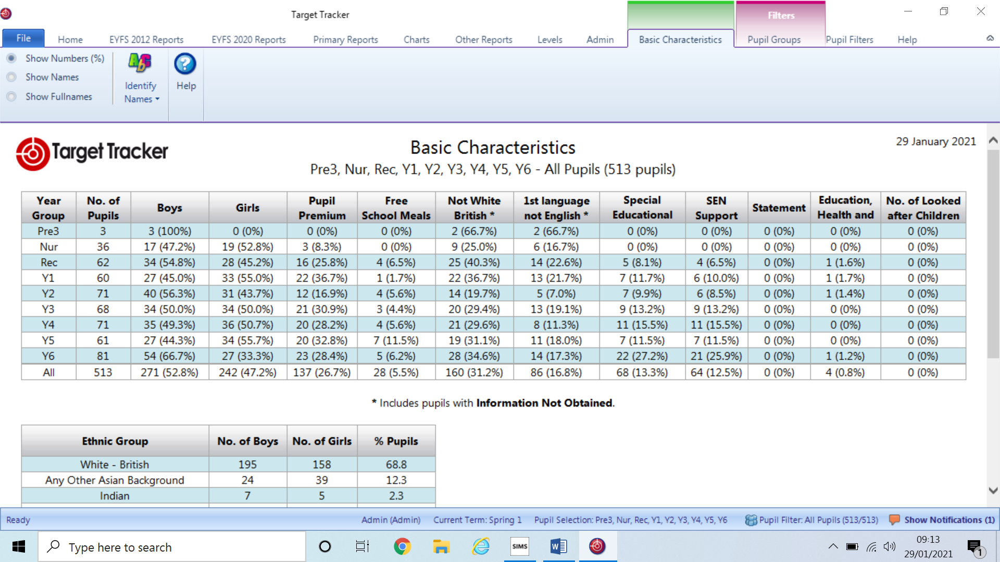 Target Tracker
Filters
File Home EYFS 2012 Reports EYFS 2020 Reports Primary Reports Charts Other Reports Levels Admin Basic Characteristics Pupil Groups Pupil Filters Help
Show Numbers (%)
Show Names
Show Fullnames
Identify
Names
Help
Target Tracker
Basic Characteristics
29 January 2021
Pre3, Nur, Rec, Y1, Y2, Y3, Y4, Y5, Y6 - All Pupils (513 pupils)
Year Group No. of Pupils Boys Girls Pupil Premium Free School Meals Not White British * 1st language not English * Special Educational SEN Support Statement Education, Health and No. of Looked after Children
Pre3 3 3 (100%) 0 (0%) 0 (0%) 0 (0%) 2 (66.7%) 2 (66.7%) 0 (0%) 0 (0%) 0 (0%) 0 (0%) 0 (0%)
Nur 36 17 (47.2%) 19 (52.8%) 3 (8.3%) 0 (0%) 9 (25.0%) 6 (16.7%) 0 (0%) 0 (0%) 0 (0%) 0 (0%) 0 (0%)
Rec 62 34 (54.8%) 28 (45.2%) 16 (25.8%) 4 (6.5%) 25 (40.3%) 14 (22.6%) 5 (8.1%) 4 (6.5%) 0 (0%) 1 (1.6%) 0 (0%)
Y1 60 27 (45.0%) 33 (55.0%) 22 (36.7%) 1 (1.7%) 22 (36.7%) 13 (21.7%) 7 (11.7%) 6 (10.0%) 0 (0%) 1 (1.7%) 0 (0%)
Y2 71 40 (56.3%) 31 (43.7%) 12 (16.9%) 4 (5.6%) 14 (19.7%) 5 (7.0%) 7 (9.9%) 6 (8.5%) 0 (0%) 1 (1.4%) 0 (0%)
Y3 68 34 (50.0%) 34 (50.0%) 21 (30.9%) 3 (4.4%) 20 (29.4%) 13 (19.1%) 9 (13.2%) 9 (13.2%) 0 (0%) 0 (0%) 0 (0%)
Y4 71 35 (49.3%) 36 (50.7%) 20 (28.2%) 4 (5.6%) 21 (29.6%) 8 (11.3%) 11 (15.5%) 11 (15.5%) 0 (0%) 0 (0%) 0 (0%)
Y5 61 27 (44.3%) 34 (55.7%) 20 (32.8%) 7 (11.5%) 19 (31.1%) 11 (18.0%) 7 (11.5%) 7 (11.5%) 0 (0%) 0 (0%) 0 (0%)
Y6 81 54 (66.7%) 27 (33.3%) 23 (28.4%) 5 (6.2%) 28 (34.6%) 14 (17.3%) 22 (27.2%) 21 (25.9%) 0 (0%) 1 (1.2%) 0 (0%)
All 513 271 (52.8%) 242 (47.2%) 137 (26.7%) 28 (5.5%) 160 (31.2%) 86 (16.8%) 68 (13.3%) 64 (12.5%) 0 (0%) 4 (0.8%) 0 (0%)
* Includes pupils with Information Not Obtained.
Ethnic Group No. of Boys No. of Girls % Pupils
White - British 195 158 68.8
Any Other Asian Background 24 39 12.3
Indian 7 5 2.3
Ready Admin (Admin) Current Term: Spring 1 Pupil Selection: Pre3, Nur, Rec, Y1, Y2, Y3, Y4, Y5, Y6 Pupil Filter: All Pupils (513/513) Show Notifications (1)
Type here to search
SIMS
W
09:13
29/01/2021
1